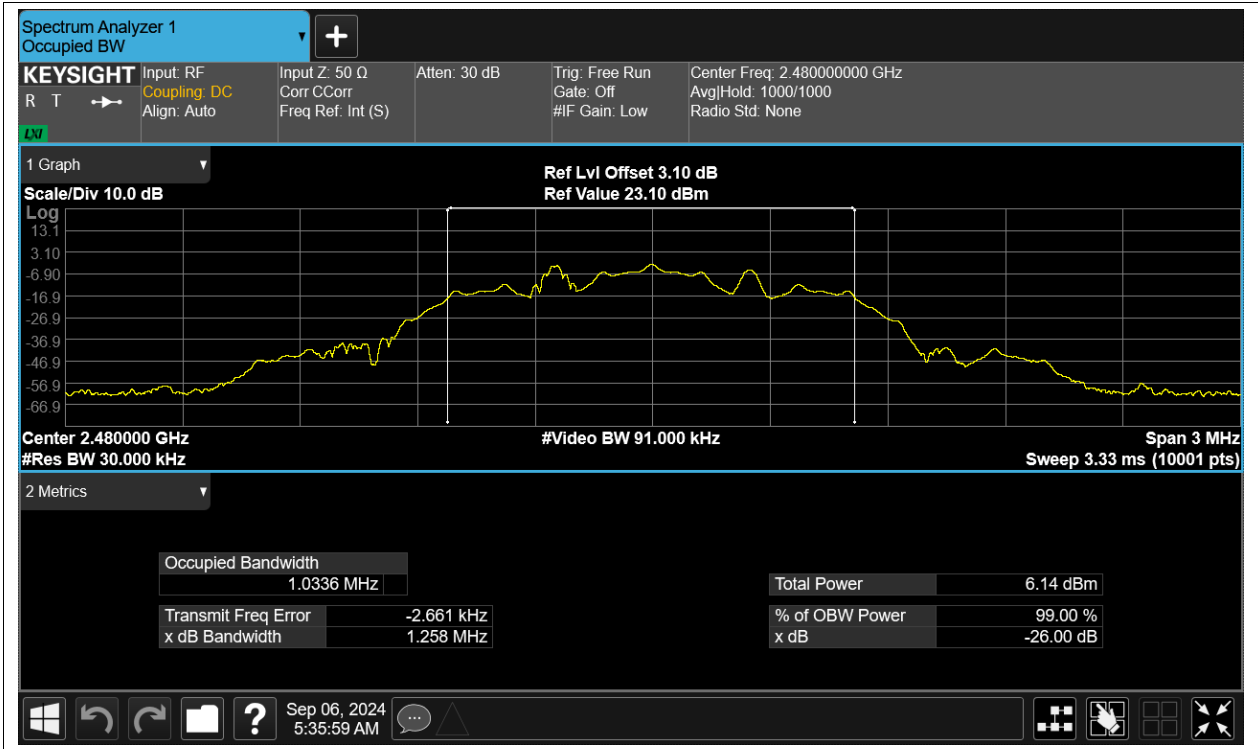 Spectrum Analyzer 1
Occupied BW
KEYSIGHT
R T
LXI
Input: RF
Coupling: DC
Align: Auto
Input Z: 50 Ω
Corr CCorr
Freq Ref: Int (S)
Atten: 30 dB
Trig: Free Run
Gate: Off
#IF Gain: Low
Center Freq: 2.480000000 GHz
Avg|Hold: 1000/1000
Radio Std: None
1 Graph
Scale/Div 10.0 dB
Ref Lvl Offset 3.10 dB
Ref Value 23.10 dBm
Log
13.1
3.10
-6.90
-16.9
-26.9
-36.9
-46.9
-56.9
-66.9
Center 2.480000 GHz
#Res BW 30.000 kHz
#Video BW 91.000 kHz
Span 3 MHz
Sweep 3.33 ms (10001 pts)
2 Metrics
Occupied Bandwidth
1.0336 MHz
Transmit Freq Error -2.661 kHz
x dB Bandwidth 1.258 MHz
Total Power 6.14 dBm
% of OBW Power 99.00 %
x dB -26.00 dB
?
Sep 06, 2024
5:35:59 AM